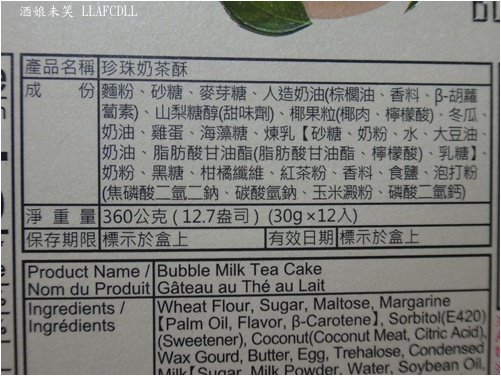 酒娘未笑 LLAFCDLL
產品名稱 珍珠奶茶酥
成份 麵粉、砂糖、麥芽糖、人造奶油(棕櫚油、香料、β-胡蘿
蔔素)、山梨糖醇(甜味劑)、椰果粒(椰肉、檸檬酸)、冬瓜、
奶油、雞蛋、海藻糖、煉乳【砂糖、奶粉、水、大豆油、
奶油、脂肪酸甘油酯(脂肪酸甘油酯、檸檬酸)、乳糖】、
奶粉、黑糖、柑橘纖維、紅茶粉、香料、食鹽、泡打粉
(焦磷酸二氫二鈉、碳酸氫鈉、玉米澱粉、磷酸二氫鈣)
淨重量 360公克(12.7盎司) (30g×12入)
保存期限 標示於盒上 有效日期 標示於盒上
Product Name / Bubble Milk Tea Cake
Nom du Produit Gâteau au Thé au Lait
Ingredients / Wheat Flour, Sugar, Maltose, Margarine
Ingrédients 【Palm Oil, Flavor, β-Carotene】, Sorbitol(E420)
(Sweetener), Coconut(Coconut Meat, Citric Acid),
Wax Gourd, Butter, Egg, Trehalose, Condensed
Milk【Sugar, Milk Powder, Water, Soybean Oil,